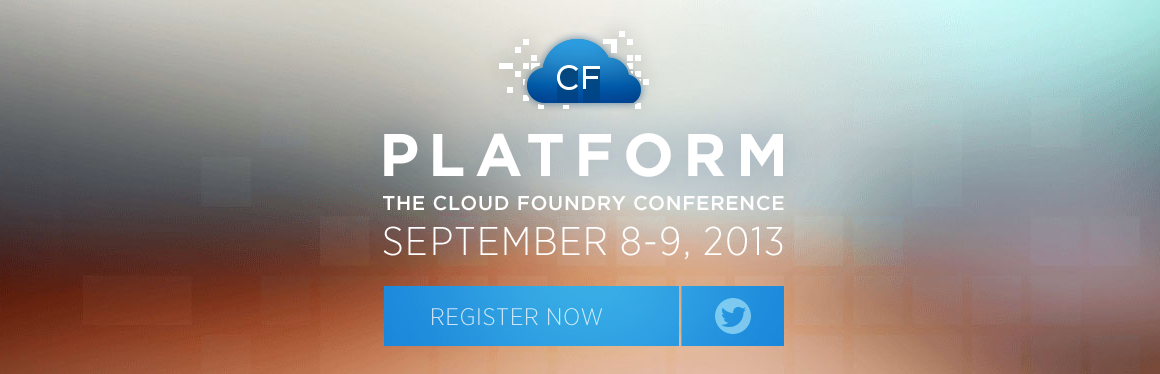 CF
PLATFORM
THE CLOUD FOUNDRY CONFERENCE
SEPTEMBER 8-9, 2013
REGISTER NOW